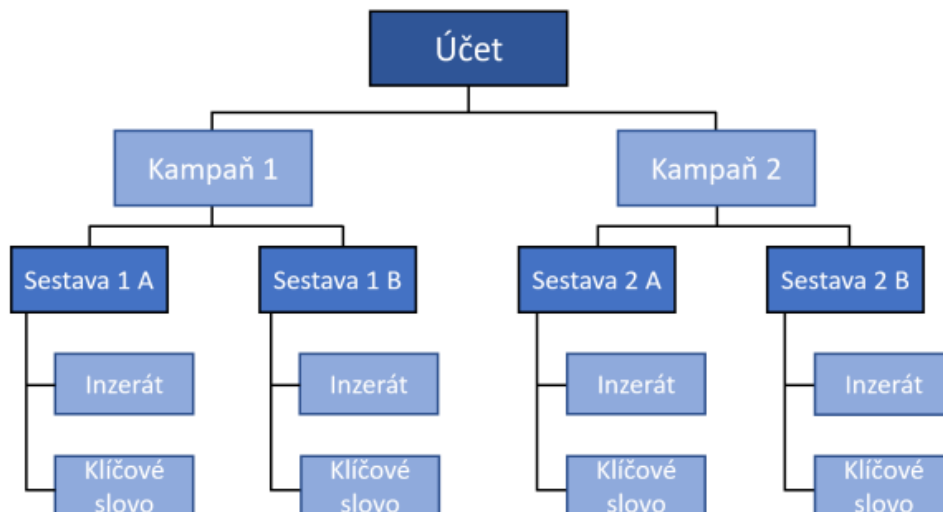 Účet
Kampaň 1
Kampaň 2
Sestava 1 A
Sestava 1 B
Sestava 2 A
Sestava 2 B
Inzerát
Inzerát
Inzerát
Inzerát
Klíčové
slovo
Klíčové
slovo
Klíčové
slovo
Klíčové
slovo